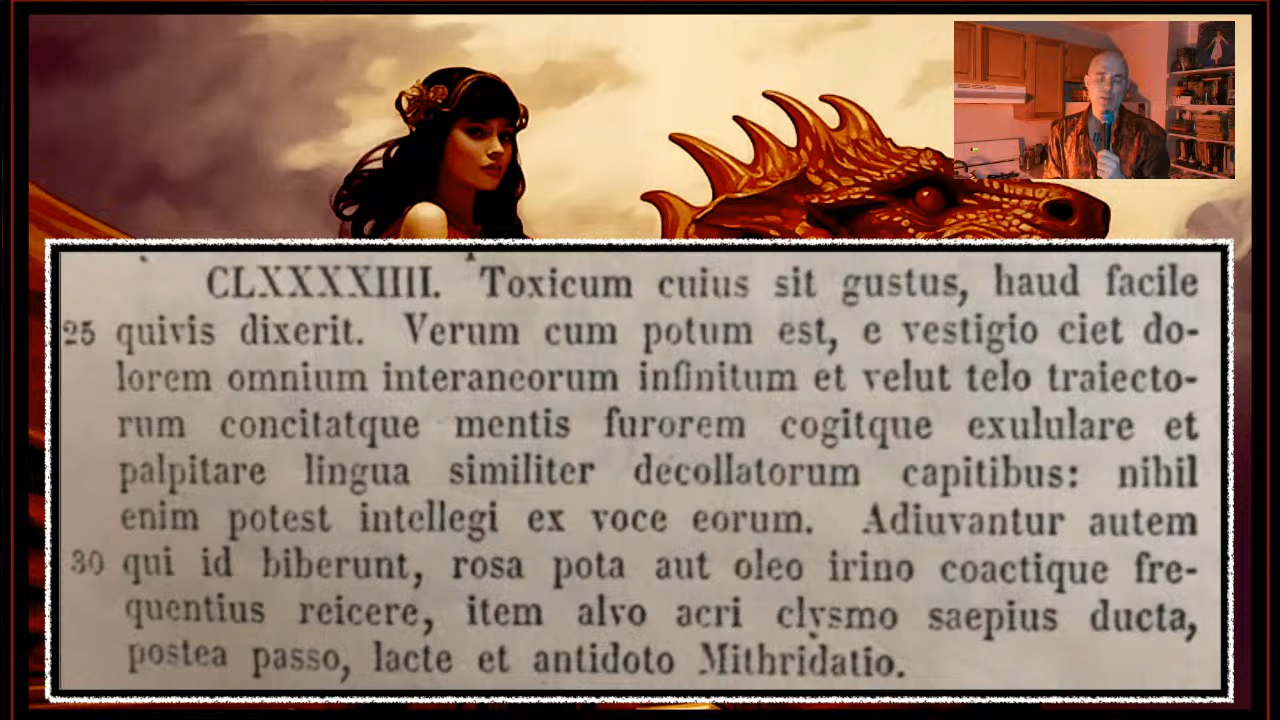 CLXXXXIIII. Toxicum cuius sit gustus, haud facile
25 quivis dixerit. Verum cum potum est, e vestigio ciet do-
lorem omnium interaneorum infinitum et velut telo traiecto-
rum concitatque mentis furorem cogitque exululare et
palpitare lingua similiter decollatorum capitibus: nihil
enim potest intellegi ex voce eorum. Adiuvantur autem
30 qui id biberunt, rosa pota aut oleo irino coactique fre-
quentius reicere, item alvo acri clysmo saepius ducta,
postea passo, lacte et antidoto Mithridatio.